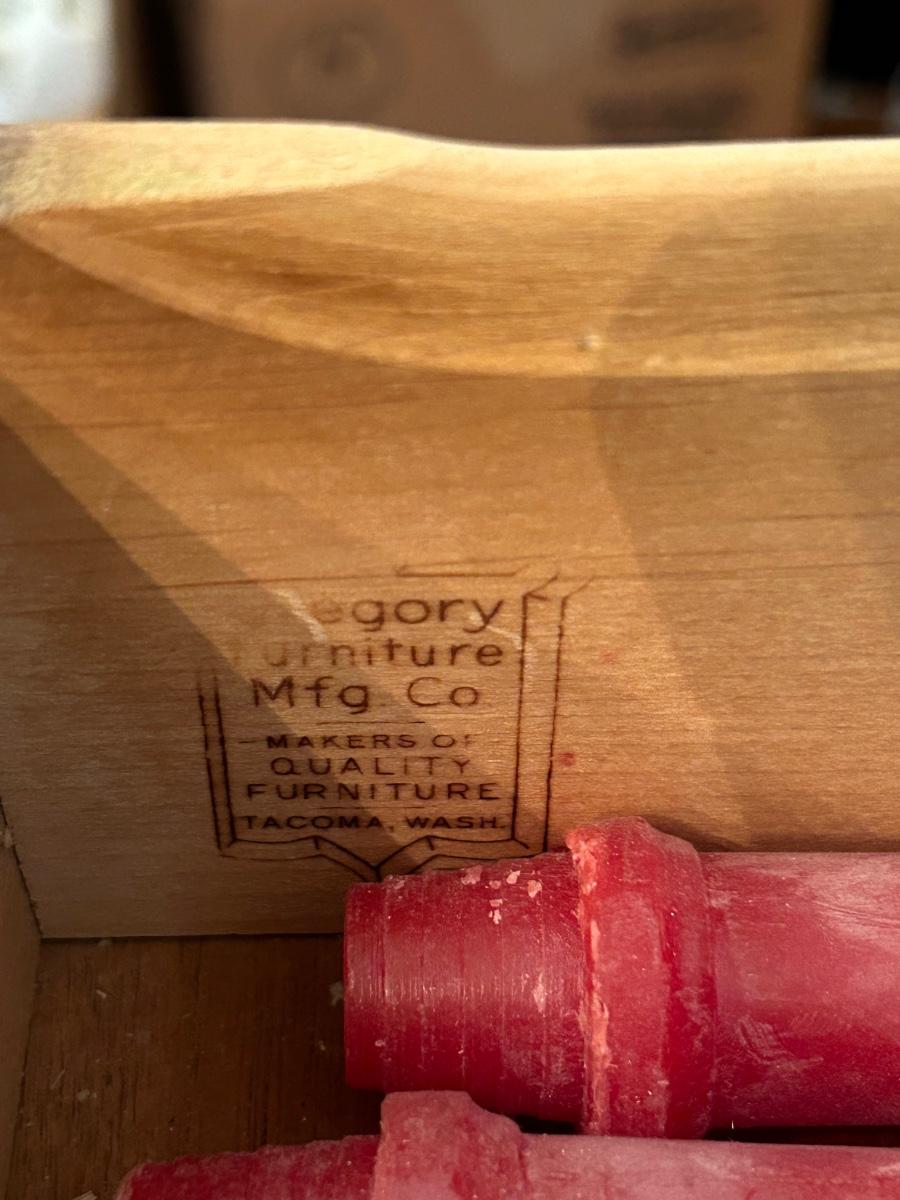 egory
urniture
Mfg. Co
MAKERS OF
QUALITY
FURNITURE
TACOMA, WASH.